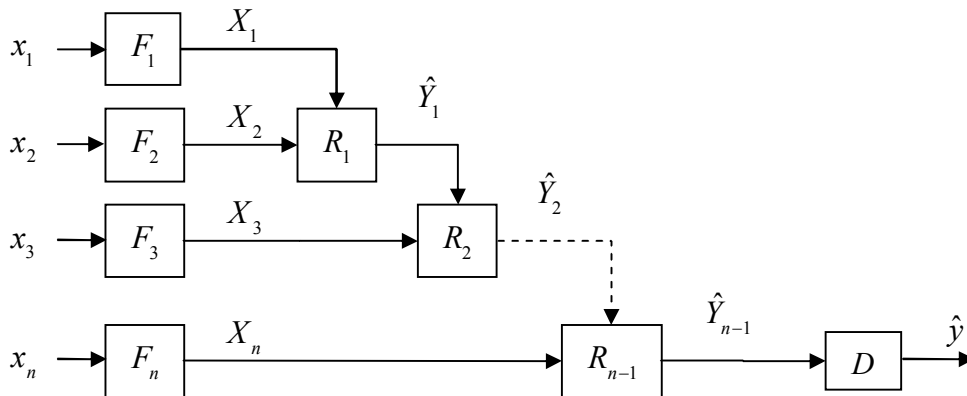 x₁ F₁ X₁
Ŷ₁
x₂ F₂ X₂ R₁
Ŷ₂
x₃ F₃ X₃ R₂
Ŷₙ₋₁
xₙ Fₙ Xₙ Rₙ₋₁ D ŷ